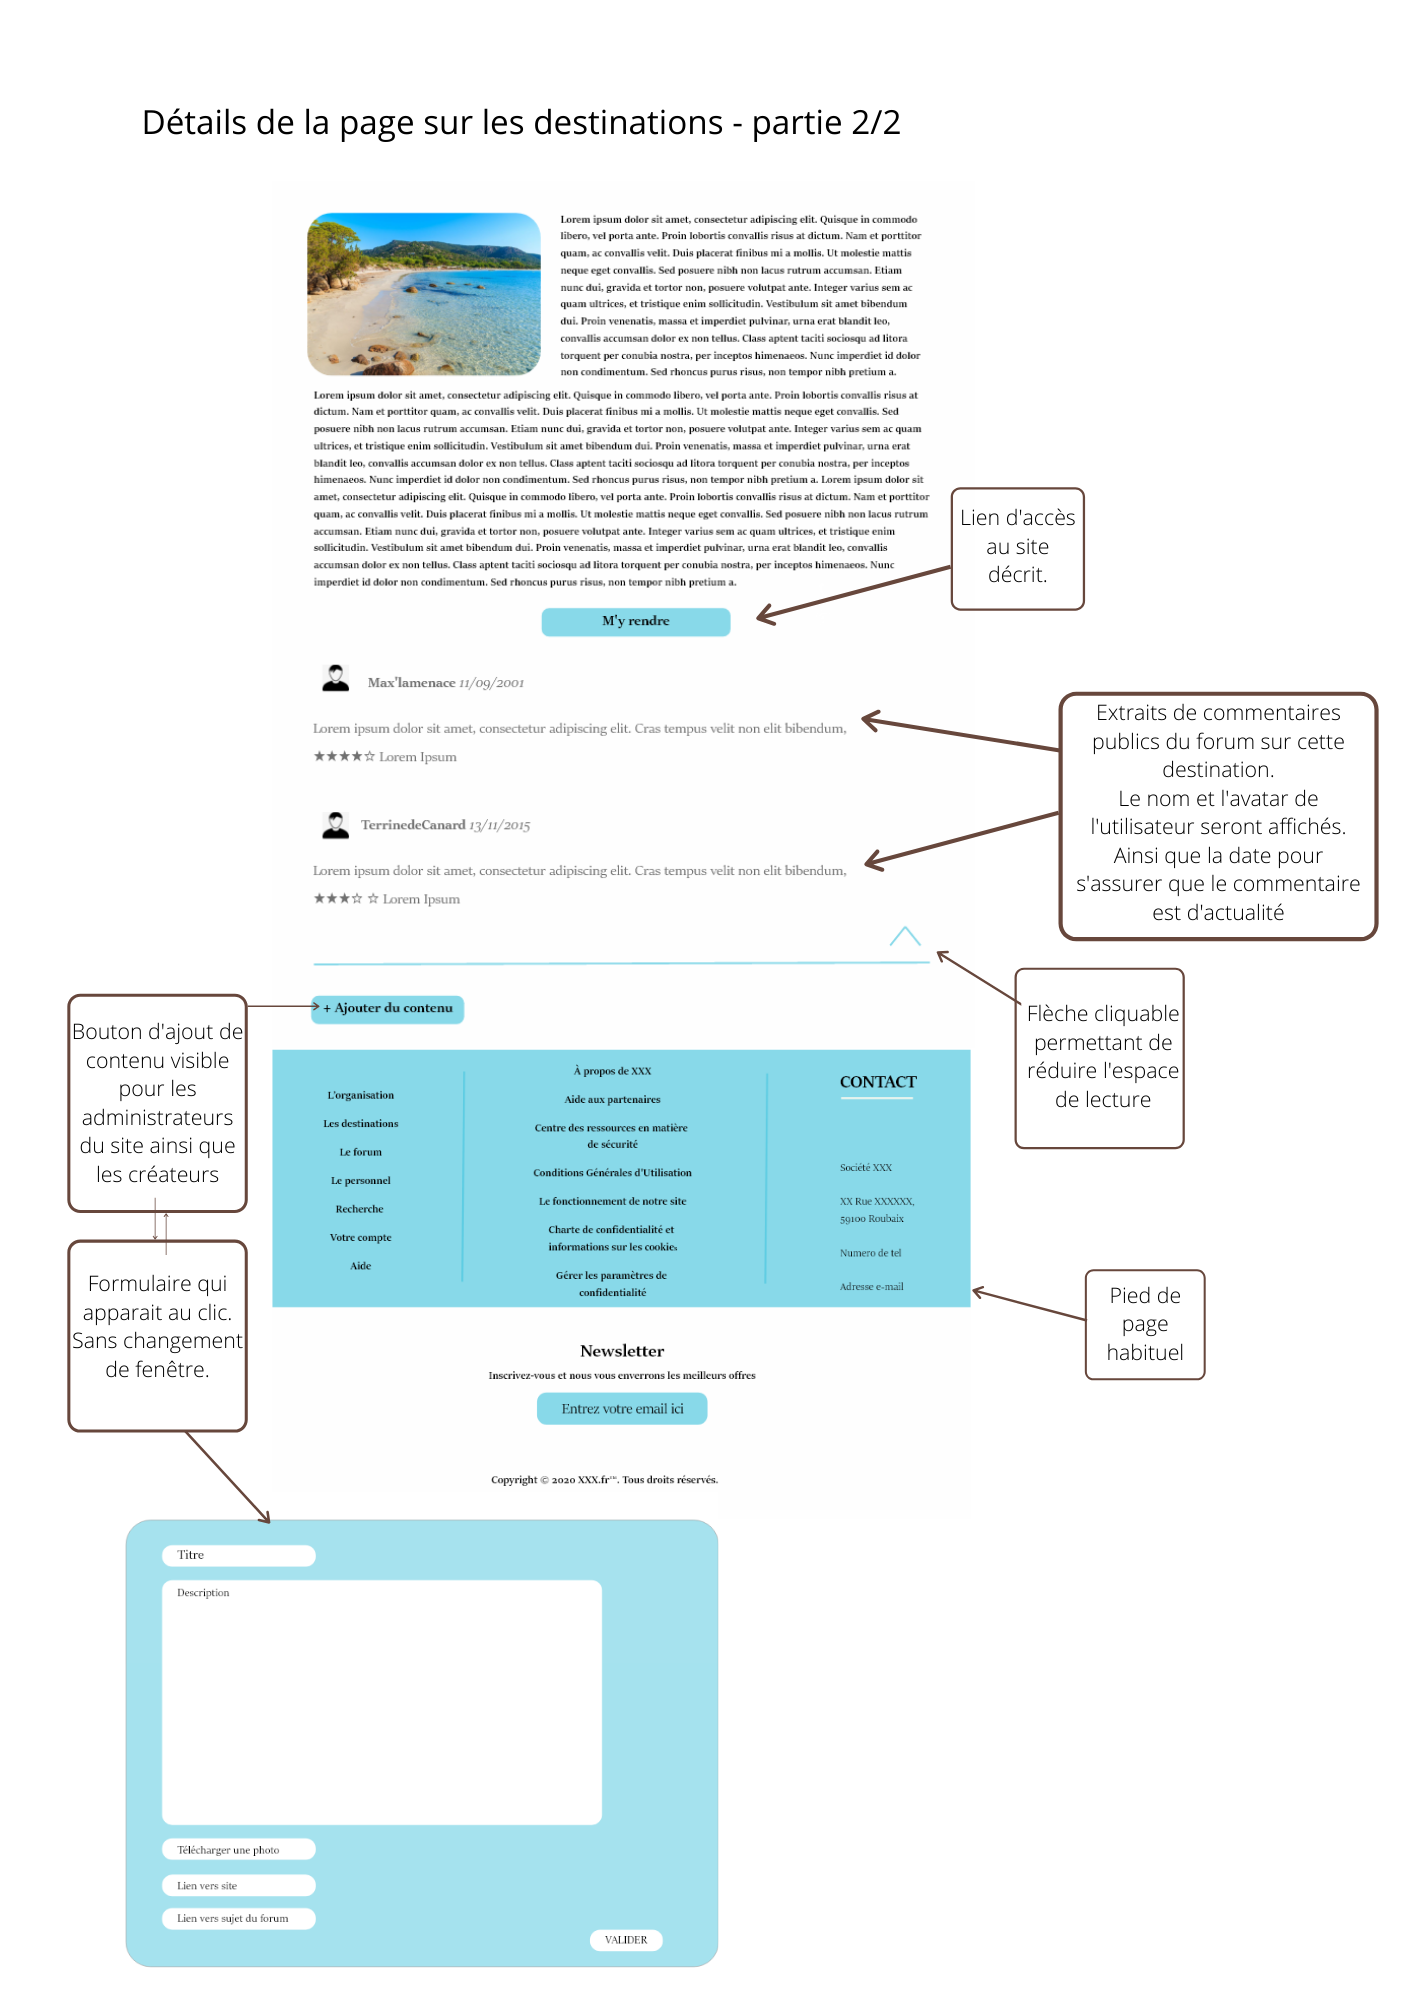 Détails de la page sur les destinations - partie 2/2
Lorem ipsum dolor sit amet, consectetur adipiscing elit. Quisque in commodo
libero, vel porta ante. Proin lobortis convallis risus at dictum. Nam et porttitor
quam, ac convallis velit. Duis placerat finibus mi a mollis. Ut molestie mattis
neque eget convallis. Sed posuere nibh non lacus rutrum accumsan. Etiam
nunc dui, gravida et tortor non, posuere volutpat ante. Integer varius sem ac
quam ultrices, et tristique enim sollicitudin. Vestibulum sit amet bibendum
dui. Proin venenatis, massa et imperdiet pulvinar, urna erat blandit leo,
convallis accumsan dolor ex non tellus. Class aptent taciti sociosqu ad litora
torquent per conubia nostra, per inceptos himenaeos. Nunc imperdiet id dolor
non condimentum. Sed rhoncus purus risus, non tempor nibh pretium a.
Lorem ipsum dolor sit amet, consectetur adipiscing elit. Quisque in commodo libero, vel porta ante. Proin lobortis convallis risus at
dictum. Nam et porttitor quam, ac convallis velit. Duis placerat finibus mi a mollis. Ut molestie mattis neque eget convallis. Sed
posuere nibh non lacus rutrum accumsan. Etiam nunc dui, gravida et tortor non, posuere volutpat ante. Integer varius sem ac quam
ultrices, et tristique enim sollicitudin. Vestibulum sit amet bibendum dui. Proin venenatis, massa et imperdiet pulvinar, urna erat
blandit leo, convallis accumsan dolor ex non tellus. Class aptent taciti sociosqu ad litora torquent per conubia nostra, per inceptos
himenaeos. Nunc imperdiet id dolor non condimentum. Sed rhoncus purus risus, non tempor nibh pretium a. Lorem ipsum dolor sit
amet, consectetur adipiscing elit. Quisque in commodo libero, vel porta ante. Proin lobortis convallis risus at dictum. Nam et porttitor
quam, ac convallis velit. Duis placerat finibus mi a mollis. Ut molestie mattis neque eget convallis. Sed posuere nibh non lacus rutrum
accumsan. Etiam nunc dui, gravida et tortor non, posuere volutpat ante. Integer varius sem ac quam ultrices, et tristique enim
sollicitudin. Vestibulum sit amet bibendum dui. Proin venenatis, massa et imperdiet pulvinar, urna erat blandit leo, convallis
accumsan dolor ex non tellus. Class aptent taciti sociosqu ad litora torquent per conubia nostra, per inceptos himenaeos. Nunc
imperdiet id dolor non condimentum. Sed rhoncus purus risus, non tempor nibh pretium a.
Lien d'accès
au site
décrit.
M'y rendre
Max'lamenace 11/09/2001
Lorem ipsum dolor sit amet, consectetur adipiscing elit. Cras tempus velit non elit bibendum,
★★★★☆ Lorem Ipsum
TerrinedeCanard 13/11/2015
Lorem ipsum dolor sit amet, consectetur adipiscing elit. Cras tempus velit non elit bibendum,
★★★☆ ☆ Lorem Ipsum
Extraits de commentaires
publics du forum sur cette
destination.
Le nom et l'avatar de
l'utilisateur seront affichés.
Ainsi que la date pour
s'assurer que le commentaire
est d'actualité
Flèche cliquable
permettant de
réduire l'espace
de lecture
+ Ajouter du contenu
Bouton d'ajout de
contenu visible
pour les
administrateurs
du site ainsi que
les créateurs
Formulaire qui
apparait au clic.
Sans changement
de fenêtre.
L'organisation
Les destinations
Le forum
Le personnel
Recherche
Votre compte
Aide
À propos de XXX
Aide aux partenaires
Centre des ressources en matière
de sécurité
Conditions Générales d'Utilisation
Le fonctionnement de notre site
Charte de confidentialité et
informations sur les cookies
Gérer les paramètres de
confidentialité
CONTACT
Société XXX
XX Rue XXXXXX,
59100 Roubaix
Numero de tel
Adresse e-mail
Pied de
page
habituel
Newsletter
Inscrivez-vous et nous vous enverrons les meilleurs offres
Entrez votre email ici
Copyright © 2020 XXX.fr™. Tous droits réservés.
Titre
Description
Télécharger une photo
Lien vers site
Lien vers sujet du forum
VALIDER